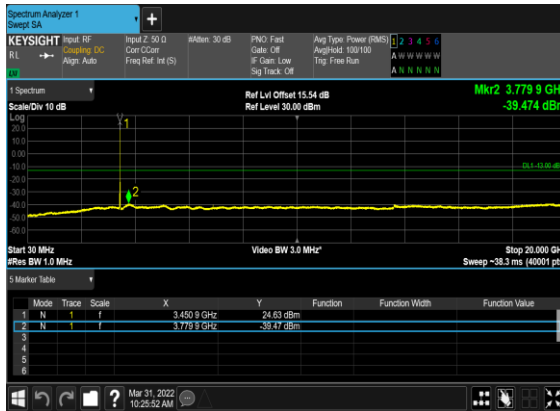 Spectrum Analyzer 1
Swept SA
+
KEYSIGHT Input: RF Input Z: 50 Ω #Atten: 30 dB PNO: Fast Avg Type: Power (RMS) 1 2 3 4 5 6
RL Coupling: DC Corr CCorr Gate: Off Avg|Hold: 100/100 A W W W W W
Align: Auto Freq Ref: Int (S) IF Gain: Low Trig: Free Run
Sig Track: Off A N N N N N
1 Spectrum
Scale/Div 10 dB
Ref Lvl Offset 15.54 dB
Ref Level 30.00 dBm
Mkr2 3.779 9 GH
-39.474 dBm
Log
20.0
10.0
0.00
-10.0
-20.0
-30.0
-40.0
-50.0
-60.0
1
2
DL1 -13.00 dB
Start 30 MHz
#Res BW 1.0 MHz
Video BW 3.0 MHz*
Stop 20.000 GH
Sweep ~38.3 ms (40001 pt
5 Marker Table
Mode Trace Scale X Y Function Function Width Function Value
1 N 1 f 3.450 9 GHz 24.63 dBm
2 N 1 f 3.779 9 GHz -39.47 dBm
3
4
5
6
?
Mar 31, 2022
10:25:52 AM